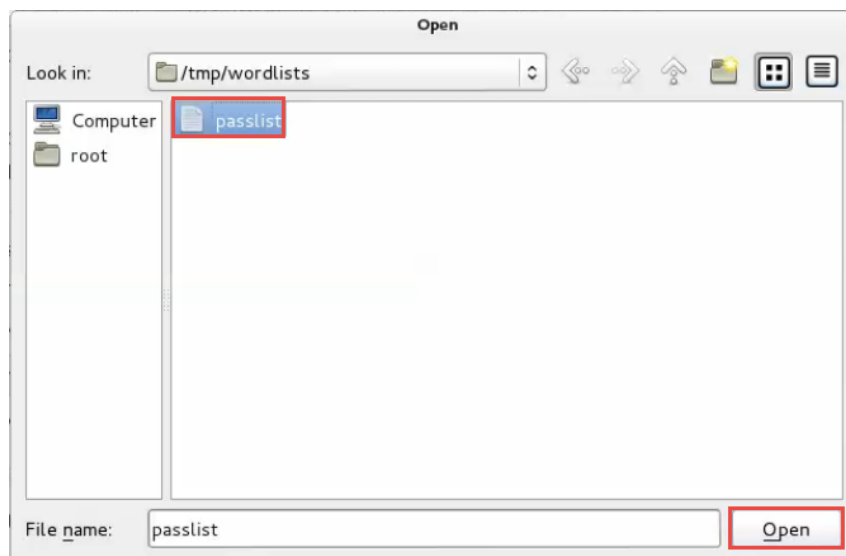 Open
Look in: /tmp/wordlists
Computer
passlist
root
File name: passlist Open